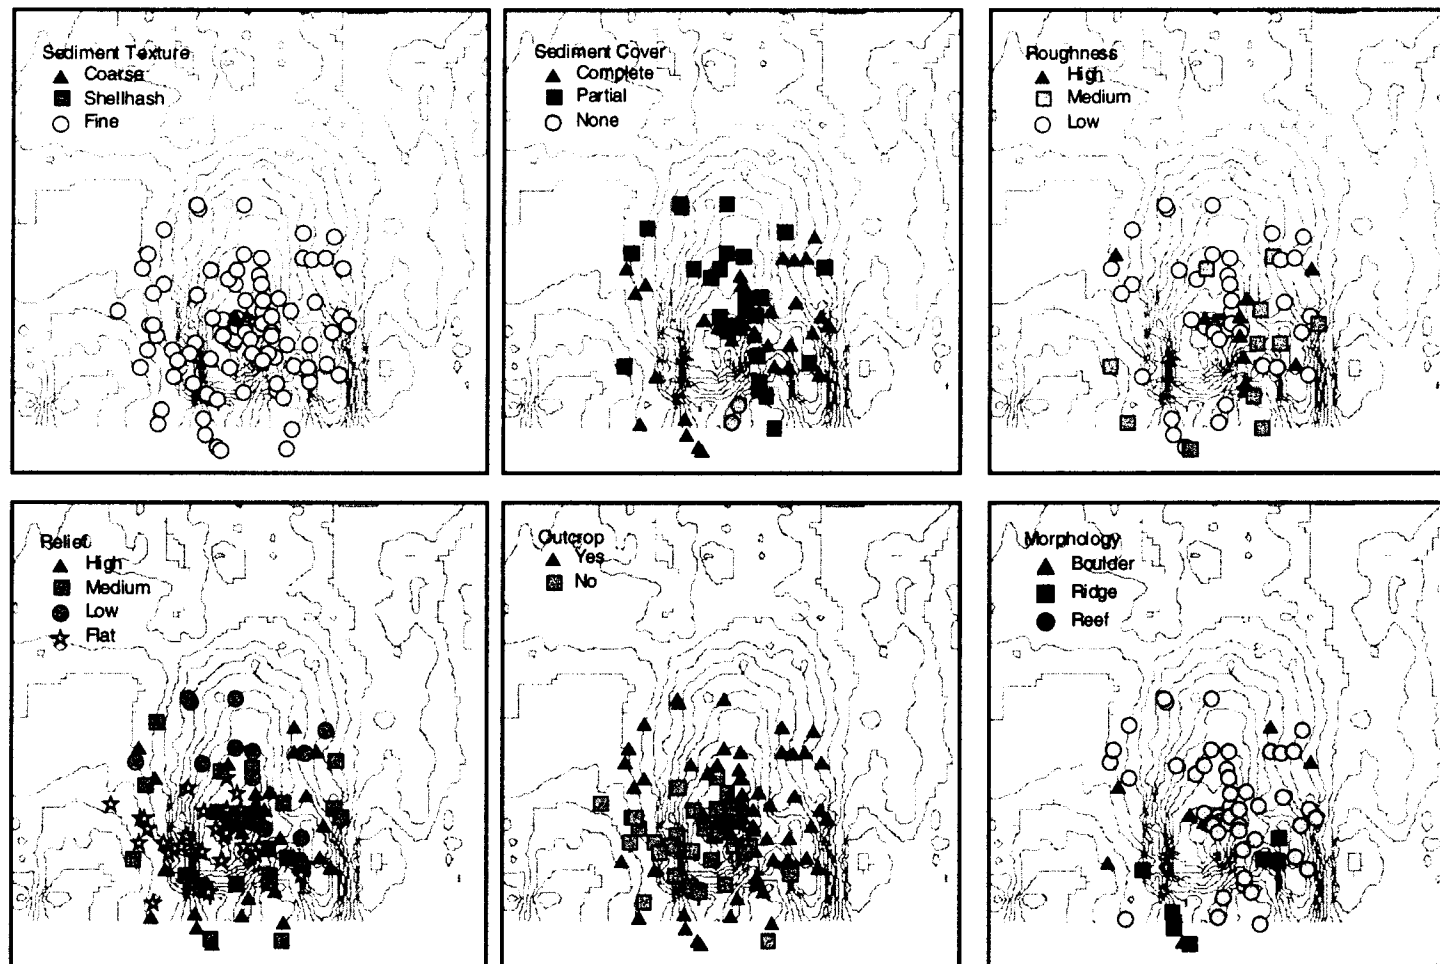 Sediment Texture
Coarse
Shellhash
Fine
Sediment Cover
Complete
Partial
None
Roughness
High
Medium
Low
Relief
High
Medium
Low
Flat
Outcrop
Yes
No
Morphology
Boulder
Ridge
Reef